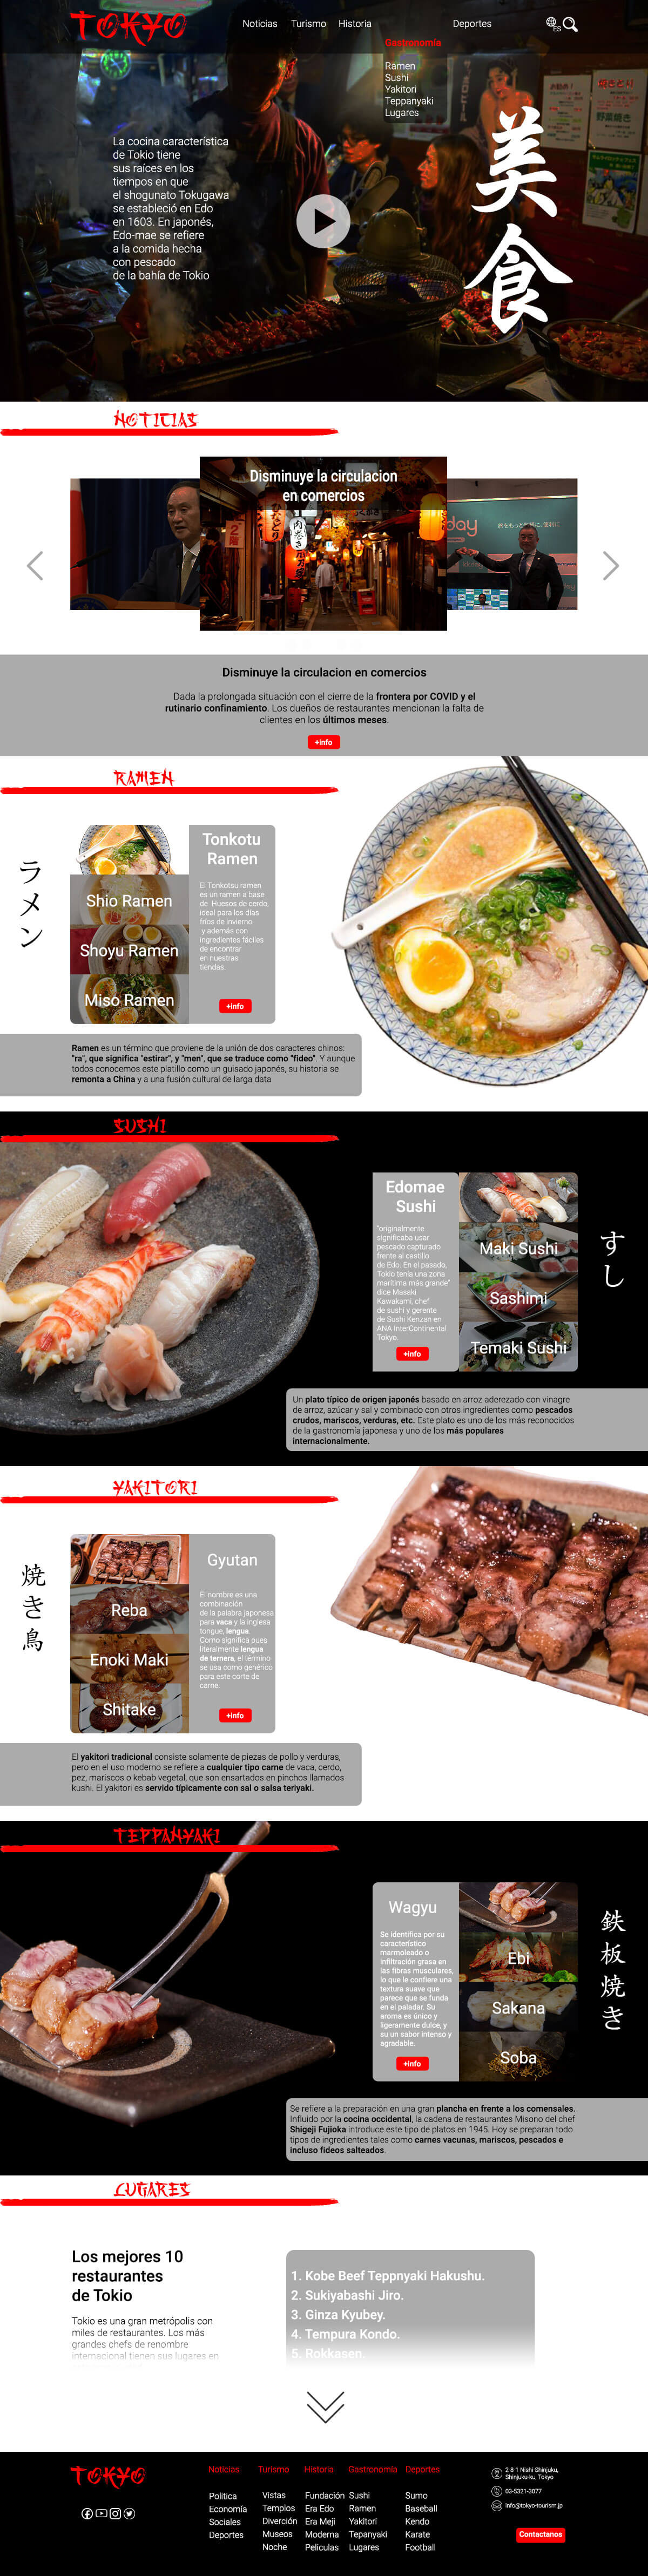 TOKYO
Noticias
Turismo
Historia
Gastronomía
Ramen
Sushi
Yakitori
Teppanyaki
Lugares
Deportes
ES
La cocina característica
de Tokio tiene
sus raíces en los
tiempos en que
el shogunato Tokugawa
se estableció en Edo
en 1603. En japonés,
Edo-mae se refiere
a la comida hecha
con pescado
de la bahía de Tokio
美食
NOTICIAS
Disminuye la circulacion
en comercios
Disminuye la circulacion en comercios
Dada la prolongada situación con el cierre de la frontera por COVID y el
rutinario confinamiento. Los dueños de restaurantes mencionan la falta de
clientes en los últimos meses.
+info
RAMEN
ラメン
Shio Ramen
Shoyu Ramen
Miso Ramen
Tonkotu
Ramen
El Tonkotsu ramen
es un ramen a base
de Huesos de cerdo,
ideal para los días
fríos de invierno
y además con
ingredientes fáciles
de encontrar
en nuestras
tiendas.
+info
Ramen es un término que proviene de la unión de dos caracteres chinos:
"ra", que significa "estirar", y "men", que se traduce como "fideo". Y aunque
todos conocemos este platillo como un guisado japonés, su historia se
remonta a China y a una fusión cultural de larga data
SUSHI
Edomae
Sushi
"originalmente
significaba usar
pescado capturado
frente al castillo
de Edo. En el pasado,
Tokio tenía una zona
marítima más grande"
dice Masaki
Kawakami, chef
de sushi y gerente
de Sushi Kenzan en
ANA InterContinental
Tokyo.
+info
Maki Sushi
Sashimi
Temaki Sushi
すし
Un plato típico de origen japonés basado en arroz aderezado con vinagre
de arroz, azúcar y sal y combinado con otros ingredientes como pescados
crudos, mariscos, verduras, etc. Este plato es uno de los más reconocidos
de la gastronomía japonesa y uno de los más populares
internacionalmente.
YAKITORI
焼き鳥
Reba
Enoki Maki
Shitake
Gyutan
El nombre es una
combinación
de la palabra japonesa
para vaca y la inglesa
tongue, lengua.
Como significa pues
literalmente lengua
de ternera, el término
se usa como genérico
para este corte de
carne.
+info
El yakitori tradicional consiste solamente de piezas de pollo y verduras,
pero en el uso moderno se refiere a cualquier tipo carne de vaca, cerdo,
pez, mariscos o kebab vegetal, que son ensartados en pinchos llamados
kushi. El yakitori es servido típicamente con sal o salsa teriyaki.
TEPPANYAKI
Wagyu
Se identifica por su
característico
marmoleado o
infiltración grasa en
las fibras musculares,
lo que le confiere una
textura suave que
parece que se funda
en el paladar. Su
aroma es único y
ligeramente dulce, y
su un sabor intenso y
agradable.
+info
Ebi
Sakana
Soba
鉄板焼き
Se refiere a la preparación en una gran plancha en frente a los comensales.
Influido por la cocina occidental, la cadena de restaurantes Misono del chef
Shigeji Fujioka introduce este tipo de platos en 1945. Hoy se preparan todo
tipos de ingredientes tales como carnes vacunas, mariscos, pescados e
incluso fideos salteados.
LUGARES
Los mejores 10
restaurantes
de Tokio
Tokio es una gran metrópolis con
miles de restaurantes. Los más
grandes chefs de renombre
internacional tienen sus lugares en
1. Kobe Beef Teppnyaki Hakushu.
2. Sukiyabashi Jiro.
3. Ginza Kyubey.
4. Tempura Kondo.
5. Rokkasen.
TOKYO
Noticias
Política
Economía
Sociales
Deportes
Turismo
Vistas
Templos
Diverción
Museos
Noche
Historia
Fundación
Era Edo
Era Meji
Moderna
Películas
Gastronomía
Sushi
Ramen
Yakitori
Tepanyaki
Lugares
Deportes
Sumo
Baseball
Kendo
Karate
Football
2-8-1 Nishi-Shinjuku,
Shinjuku-ku, Tokyo
03-5321-3077
info@tokyo-tourism.jp
Contactanos